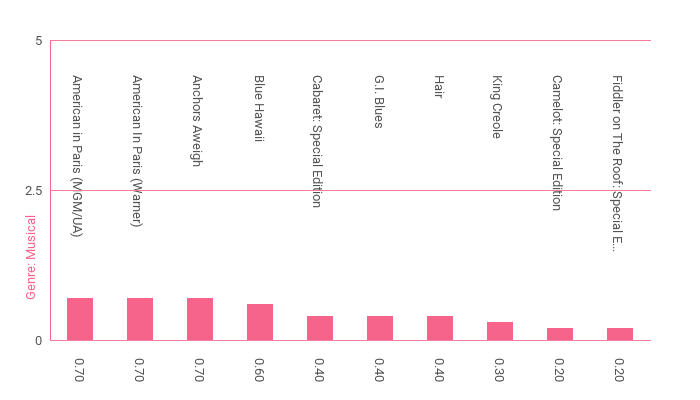 5
2.5
0
Genre: Musical
American in Paris (MGM/UA)
American In Paris (Warner)
Anchors Aweigh
Blue Hawaii
Cabaret: Special Edition
G.I. Blues
Hair
King Creole
Camelot: Special Edition
Fiddler on The Roof: Special E...
0.70
0.70
0.70
0.60
0.40
0.40
0.40
0.30
0.20
0.20